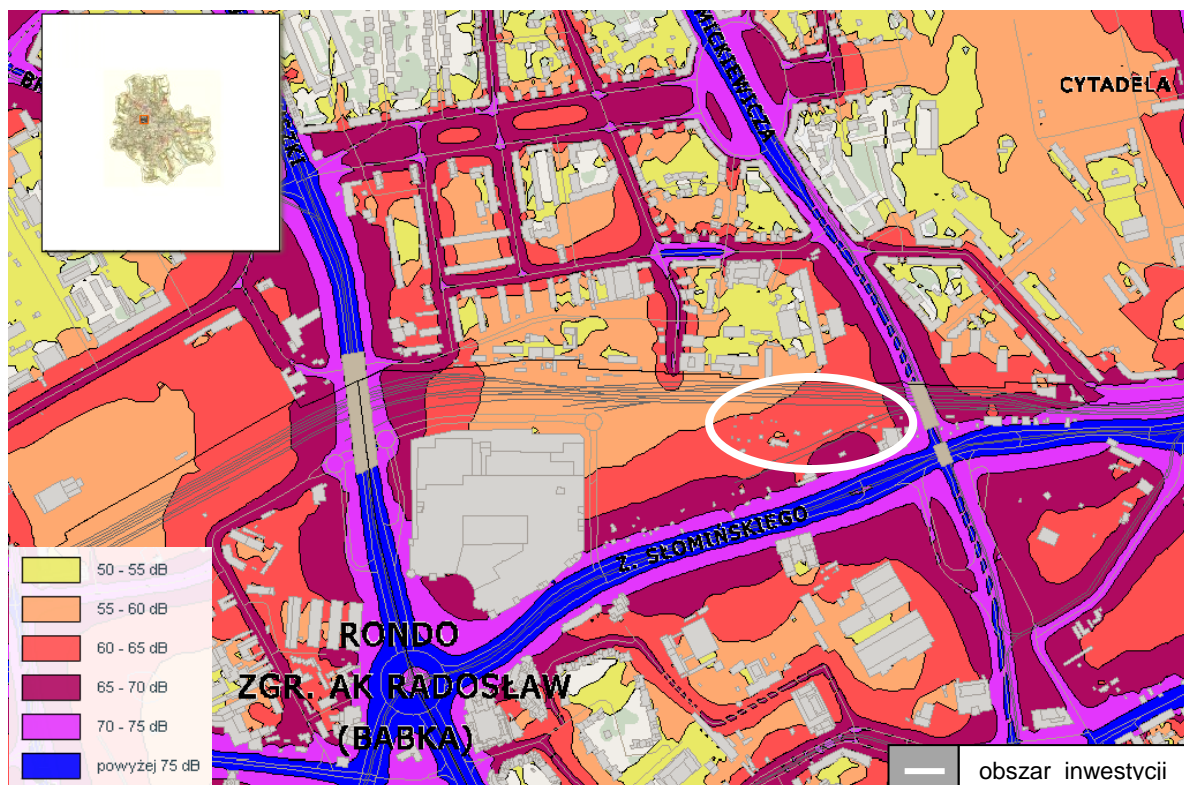 MICKIEWICZA
CYTADELA
Z. SŁOMIŃSKIEGO
RONDO
ZGR. AK RADOSŁAW
(BABKA)
50 - 55 dB
55 - 60 dB
60 - 65 dB
65 - 70 dB
70 - 75 dB
powyżej 75 dB
obszar inwestycji